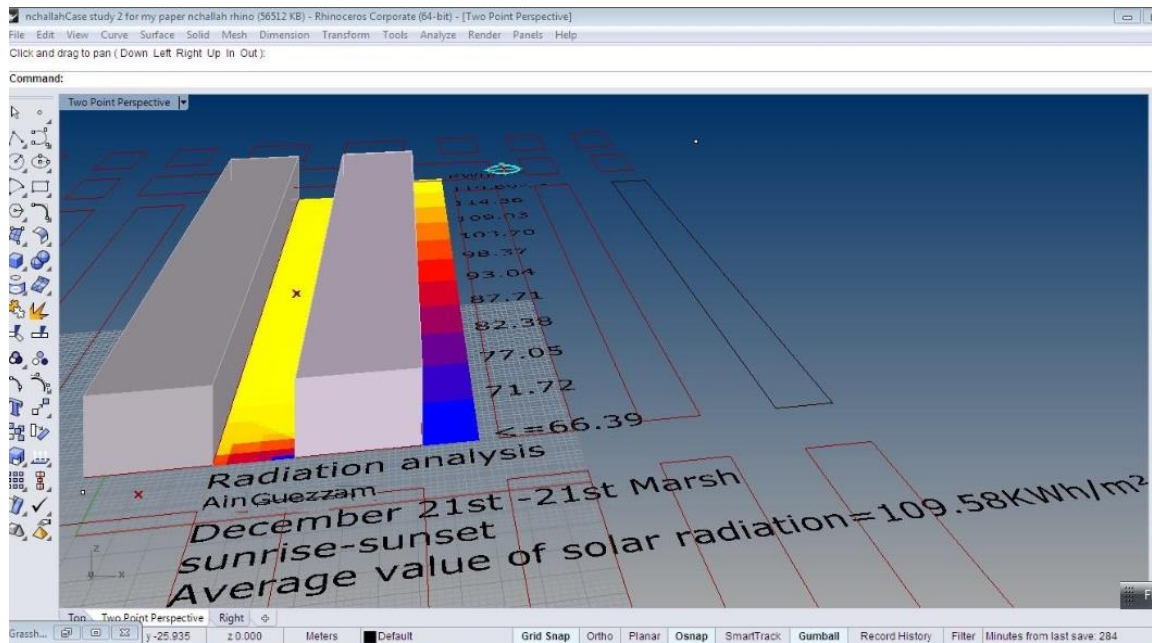 nchallahCase study 2 for my paper nchallah rhino (56512 KB) - Rhinoceros Corporate (64-bit) - [Two Point Perspective]
File Edit View Curve Surface Solid Mesh Dimension Transform Tools Analyze Render Panels Help
Click and drag to pan ( Down Left Right Up In Out ):
Command:
Two Point Perspective
114.36
109.03
103.70
98.37
93.04
87.71
82.38
77.05
71.72
<=66.39
Radiation analysis
Ain Guezzam
December 21st -21st Marsh
sunrise-sunset
Average value of solar radiation=109.58KWh/m²
z
x
Top Two Point Perspective Right
Grassh... y -25.935 z 0.000 Meters Default Grid Snap Ortho Planar Osnap SmartTrack Gumball Record History Filter Minutes from last save: 284